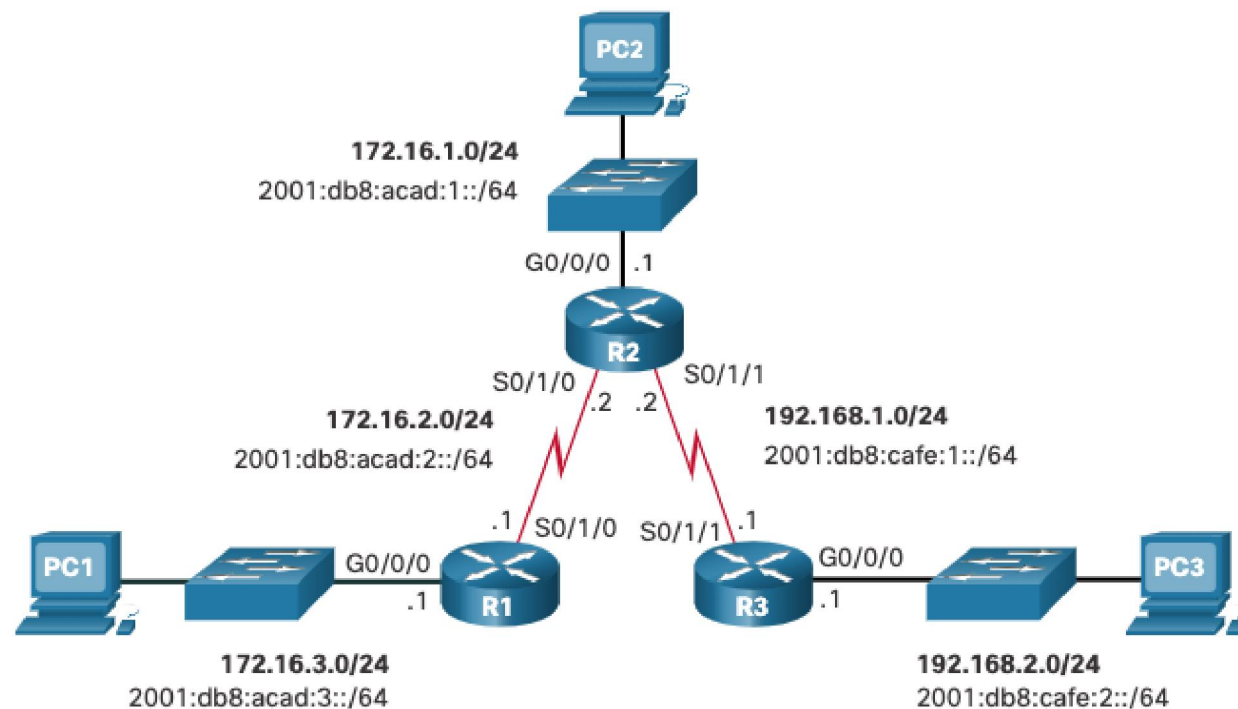 PC2
172.16.1.0/24
2001:db8:acad:1::/64
G0/0/0 .1
R2
S0/1/0 S0/1/1
.2 .2
172.16.2.0/24
2001:db8:acad:2::/64
192.168.1.0/24
2001:db8:cafe:1::/64
.1 S0/1/0
S0/1/1 .1
PC1
G0/0/0
.1
R1
R3
G0/0/0
.1
PC3
172.16.3.0/24
2001:db8:acad:3::/64
192.168.2.0/24
2001:db8:cafe:2::/64